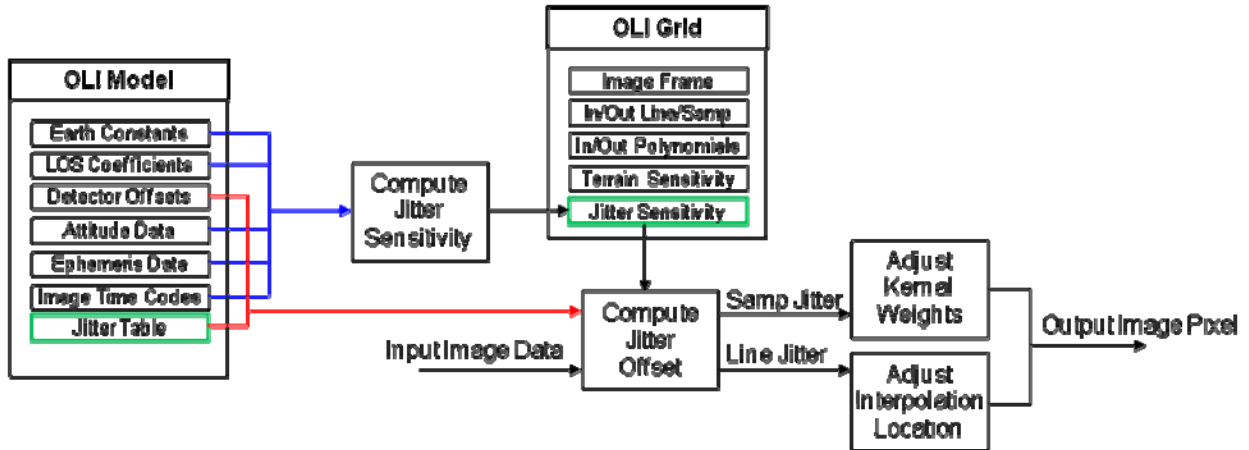 OLI Model
Earth Constants
LOS Coefficients
Detector Offsets
Attitude Data
Ephemeris Data
Image Time Codes
Jitter Table
Compute
Jitter
Sensitivity
OLI Grid
Image Frame
In/Out Line/Samp
In/Out Polynomials
Terrain Sensitivity
Jitter Sensitivity
Input Image Data
Compute
Jitter
Offset
Samp Jitter
Line Jitter
Adjust
Kernel
Weights
Adjust
Interpolation
Location
Output Image Pixel